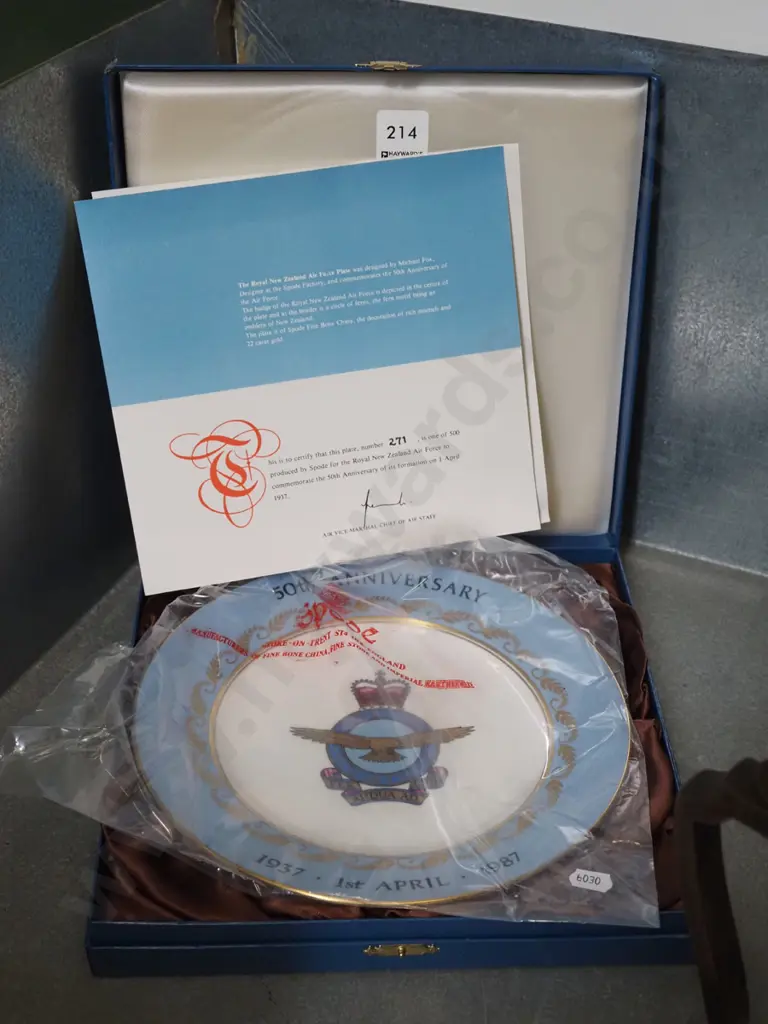 214
HAYWARDS
The Royal New Zealand Air Force Plate was designed by Michael Fox,
Designer at the Spode Factory, and commemorates the 50th Anniversary of
the Air Force.
The badge of the Royal New Zealand Air Force is depicted in the centre of
the plate and in the border is a circle of ferns, the fern motif being an
emblem of New Zealand.
The plate is of Spode Fine Bone China, the decoration of rich enamels and
22 carat gold.
This is to certify that this plate, number 271, is one of 500
produced by Spode for the Royal New Zealand Air Force to
commemorate the 50th Anniversary of its formation on 1 April
1937.
AIR VICE-MARSHAL CHIEF OF AIR STAFF
50th ANNIVERSARY
Spode
STOKE-ON-TRENT ENGLAND
MANUFACTURERS OF FINE BONE CHINA, FINE STONE AND IMPERIAL EARTHENWARE
1937 · 1st APRIL · 1987
6030